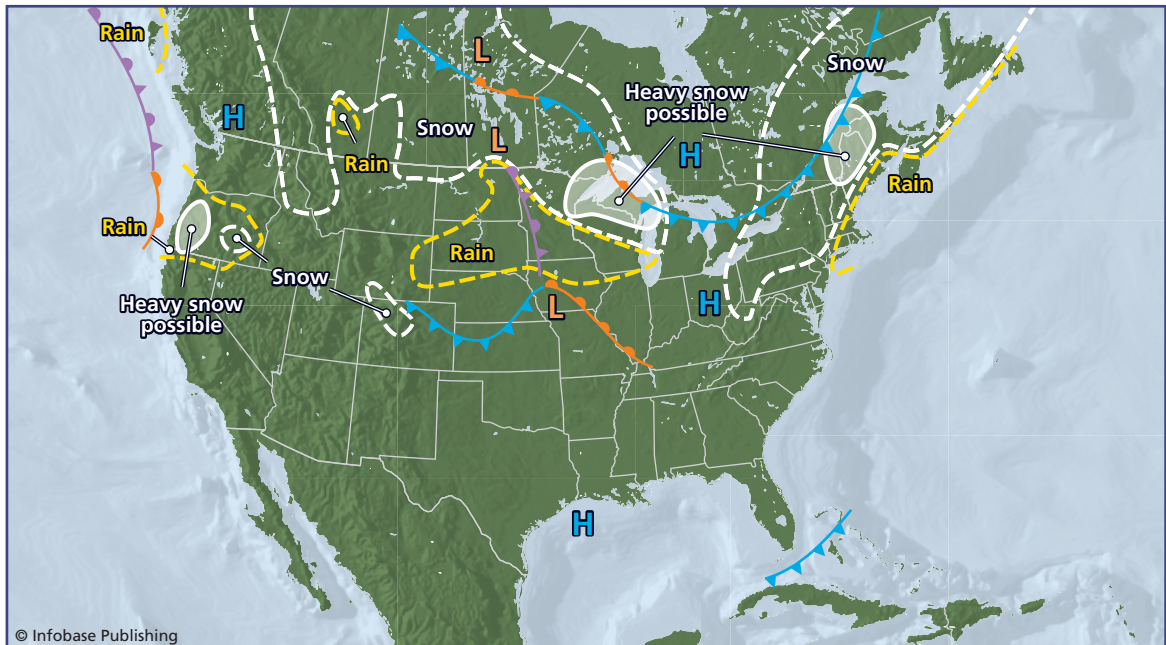 Rain
L
Snow
Heavy snow
possible
H
Snow
L
H
Rain
Rain
Rain
Rain
Snow
Heavy snow
possible
L
H
H
© Infobase Publishing